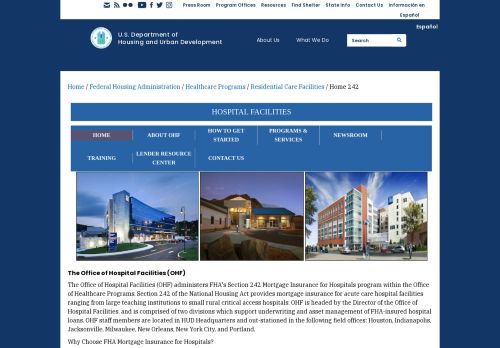 Press Room Program Offices Resources Find Shelter State Info Contact Us Información en Español
Español
U.S. Department of
Housing and Urban Development
About Us What We Do
Search
Home / Federal Housing Administration / Healthcare Programs / Residential Care Facilities / Home 242
HOSPITAL FACILITIES
HOME ABOUT OHF HOW TO GET STARTED PROGRAMS & SERVICES NEWSROOM
TRAINING LENDER RESOURCE CENTER CONTACT US
The Office of Hospital Facilities (OHF)
The Office of Hospital Facilities (OHF) administers FHA's Section 242 Mortgage Insurance for Hospitals program within the Office
of Healthcare Programs. Section 242 of the National Housing Act provides mortgage insurance for acute care hospital facilities
ranging from large teaching institutions to small rural critical access hospitals. OHF is headed by the Director of the Office of
Hospital Facilities, and is comprised of two divisions which support underwriting and asset management of FHA-insured hospital
loans. OHF staff members are located in HUD Headquarters and out-stationed in the following field offices: Houston, Indianapolis,
Jacksonville, Milwaukee, New Orleans, New York City, and Portland.
Why Choose FHA Mortgage Insurance for Hospitals?